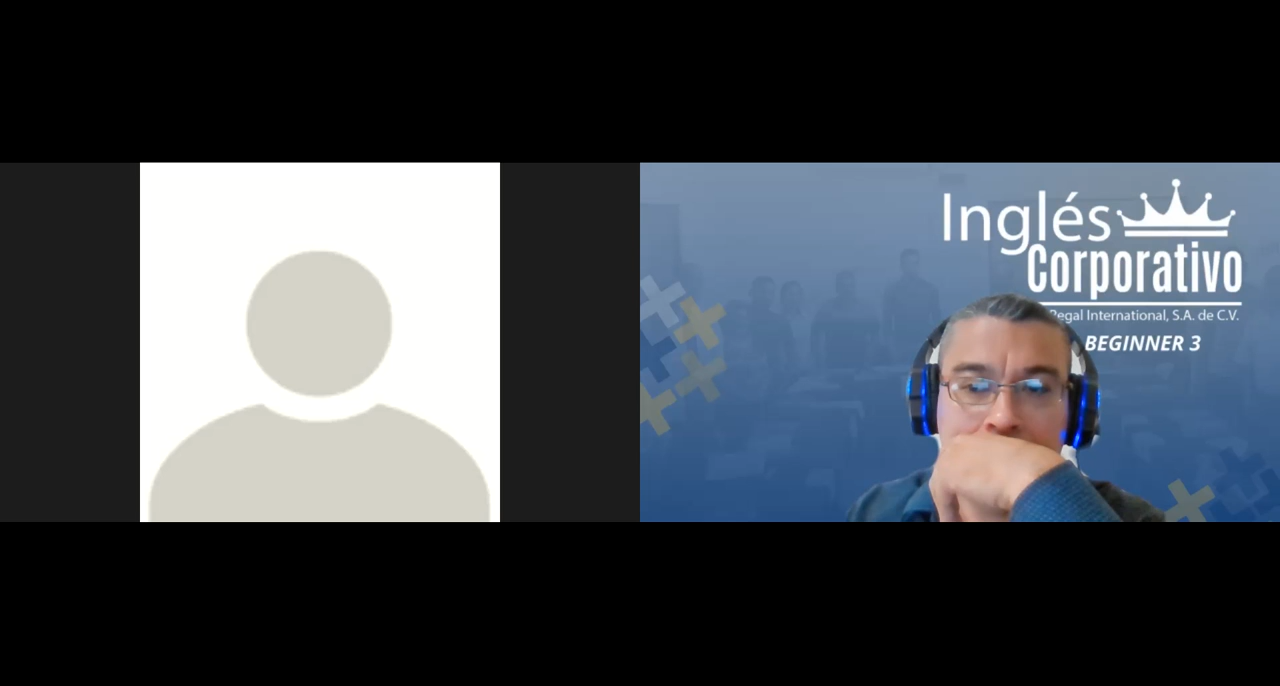 Inglés
Corporativo
Regal International, S.A. de C.V.
BEGINNER 3